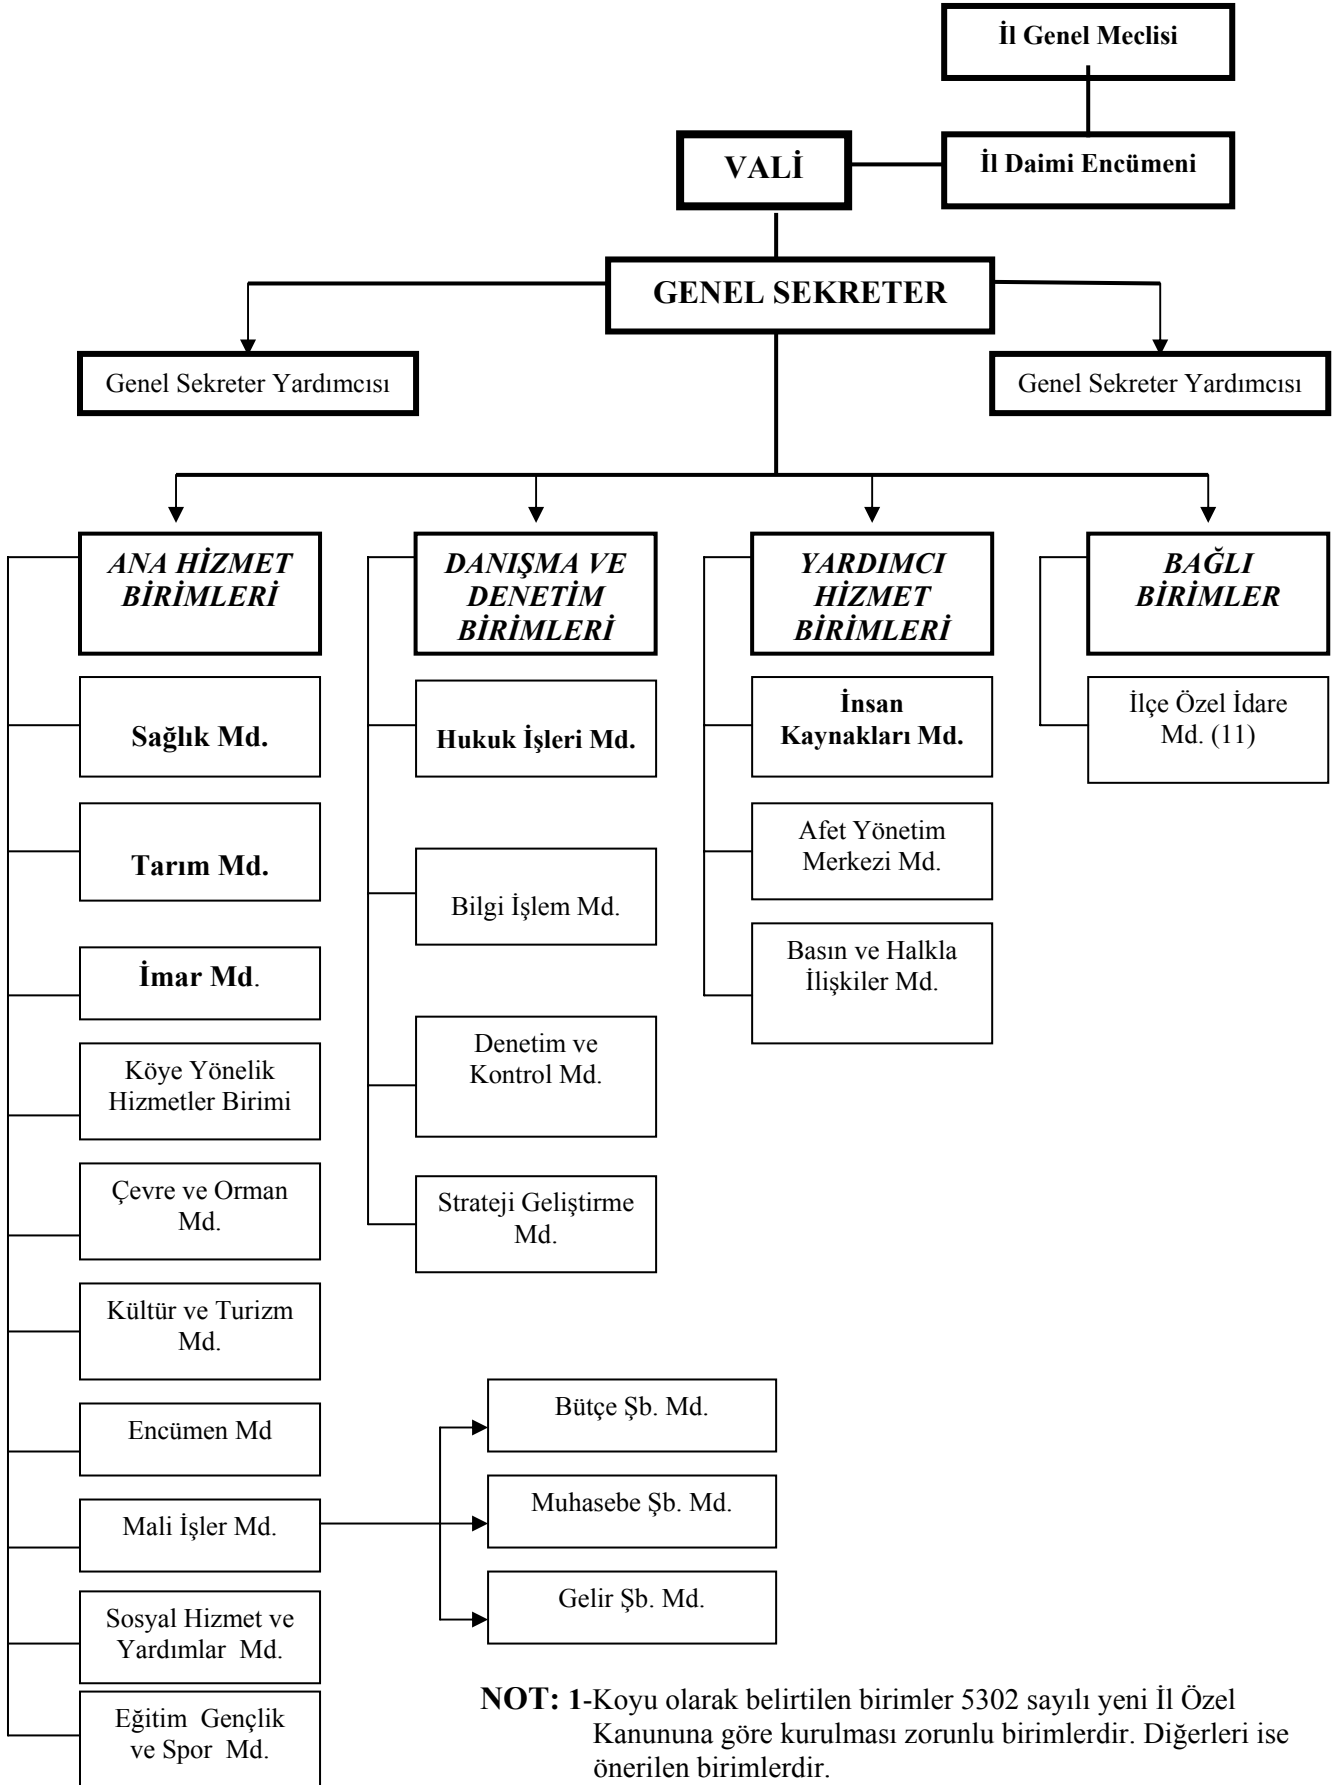 İl Genel Meclisi
VALİ
İl Daimi Encümeni
GENEL SEKRETER
Genel Sekreter Yardımcısı
Genel Sekreter Yardımcısı
ANA HİZMET
BİRİMLERİ
DANIŞMA VE
DENETİM
BİRİMLERİ
YARDIMCI
HİZMET
BİRİMLERİ
BAĞLI
BİRİMLER
Sağlık Md.
Tarım Md.
İmar Md.
Köye Yönelik
Hizmetler Birimi
Çevre ve Orman
Md.
Kültür ve Turizm
Md.
Encümen Md
Mali İşler Md.
Sosyal Hizmet ve
Yardımlar Md.
Eğitim Gençlik
ve Spor Md.
Hukuk İşleri Md.
Bilgi İşlem Md.
Denetim ve
Kontrol Md.
Strateji Geliştirme
Md.
İnsan
Kaynakları Md.
Afet Yönetim
Merkezi Md.
Basın ve Halkla
İlişkiler Md.
İlçe Özel İdare
Md. (11)
Bütçe Şb. Md.
Muhasebe Şb. Md.
Gelir Şb. Md.
NOT: 1-Koyu olarak belirtilen birimler 5302 sayılı yeni İl Özel
Kanununa göre kurulması zorunlu birimlerdir. Diğerleri ise
önerilen birimlerdir.